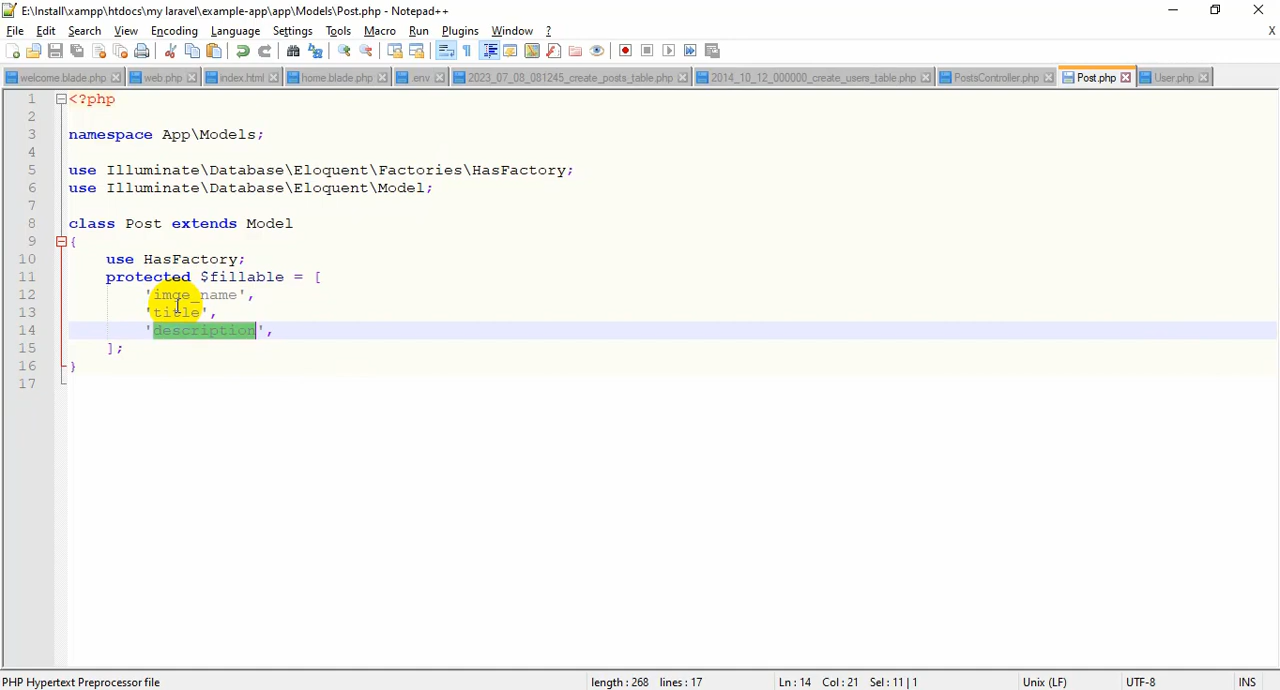 E:\Install\xampp\htdocs\my laravel\example-app\app\Models\Post.php - Notepad++
File Edit Search View Encoding Language Settings Tools Macro Run Plugins Window ? X
welcome.blade.php web.php index.html home.blade.php .env 2023_07_08_081245_create_posts_table.php 2014_10_12_000000_create_users_table.php PostsController.php Post.php User.php
1 <?php
2
3 namespace App\Models;
4
5 use Illuminate\Database\Eloquent\Factories\HasFactory;
6 use Illuminate\Database\Eloquent\Model;
7
8 class Post extends Model
9 {
10 use HasFactory;
11 protected $fillable = [
12 'imge_name',
13 'title',
14 'description',
15 ];
16 }
17
PHP Hypertext Preprocessor file length : 268 lines : 17 Ln : 14 Col : 21 Sel : 11 | 1 Unix (LF) UTF-8 INS